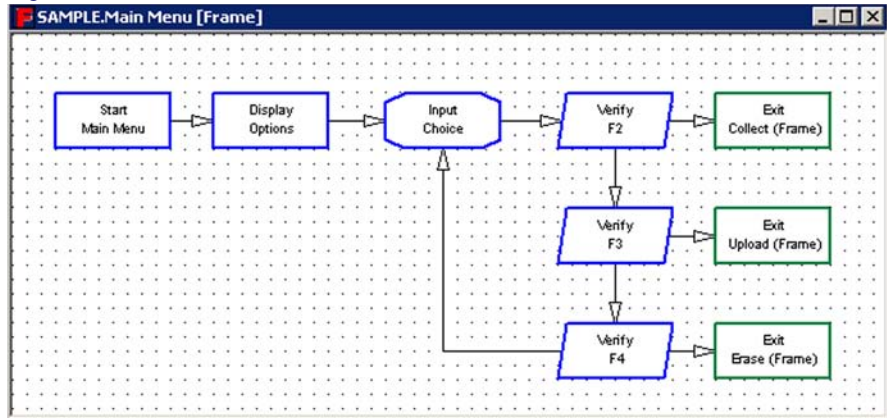 SAMPLE.Main Menu [Frame]
Start
Main Menu
Display
Options
Input
Choice
Verify
F2
Exit
Collect (Frame)
Verify
F3
Exit
Upload (Frame)
Verify
F4
Exit
Erase (Frame)